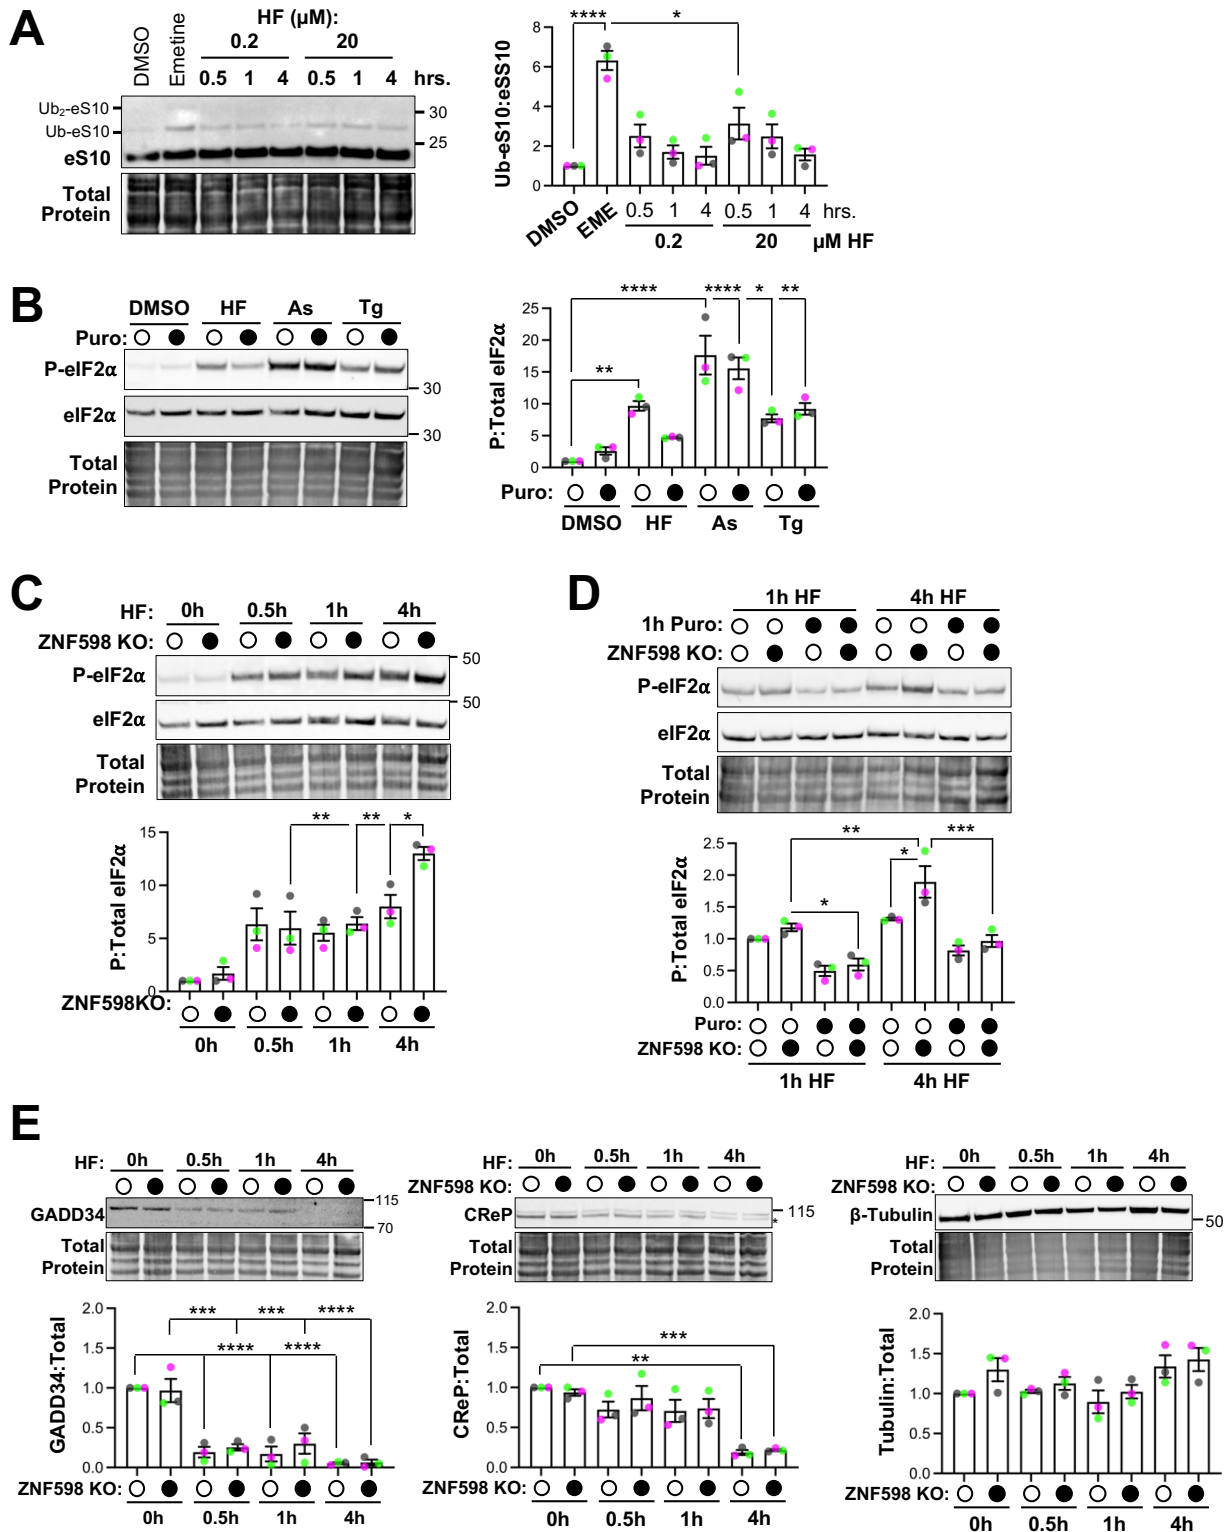 A
DMSO
Emetine
HF (µM):
0.2
20
0.5 1 4 0.5 1 4 hrs.
Ub₂-eS10
Ub-eS10
eS10
30
25
Total
Protein
Ub-eS10:eSS10
8
6
4
2
0
**** *
DMSO
EME
0.5 1 4 0.5 1 4 hrs.
0.2 20 µM HF
B
DMSO HF As Tg
Puro:
P-eIF2α
30
eIF2α
30
Total
Protein
P:Total eIF2α
25
20
15
10
5
0
**** **** * **
**
Puro:
DMSO HF As Tg
C
HF: 0h 0.5h 1h 4h
ZNF598 KO:
P-eIF2α
50
eIF2α
50
Total
Protein
P:Total eIF2α
15
10
5
0
** ** *
ZNF598KO:
0h 0.5h 1h 4h
D
1h HF 4h HF
1h Puro:
ZNF598 KO:
P-eIF2α
eIF2α
Total
Protein
P:Total eIF2α
2.5
2.0
1.5
1.0
0.5
0.0
** ***
*
*
Puro:
ZNF598 KO:
1h HF 4h HF
E
HF: 0h 0.5h 1h 4h
GADD34
115
70
Total
Protein
GADD34:Total
2.0
1.5
1.0
0.5
0.0
*** *** ****
**** ****
ZNF598 KO:
0h 0.5h 1h 4h
HF: 0h 0.5h 1h 4h
ZNF598 KO:
CReP
115
*
Total
Protein
CReP:Total
2.0
1.5
1.0
0.5
0.0
***
**
ZNF598 KO:
0h 0.5h 1h 4h
HF: 0h 0.5h 1h 4h
ZNF598 KO:
β-Tubulin
50
Total
Protein
Tubulin:Total
2.0
1.5
1.0
0.5
0.0
ZNF598 KO:
0h 0.5h 1h 4h